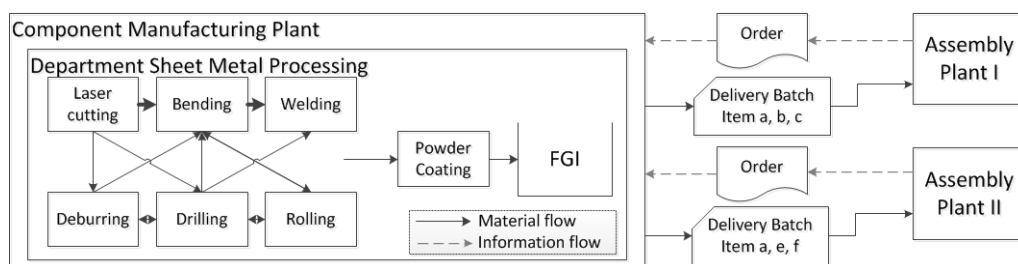 Component Manufacturing Plant
Department Sheet Metal Processing
Laser
cutting
Bending
Welding
Deburring
Drilling
Rolling
Powder
Coating
FGI
Material flow
Information flow
Order
Delivery Batch
Item a, b, c
Assembly
Plant I
Order
Delivery Batch
Item a, e, f
Assembly
Plant II